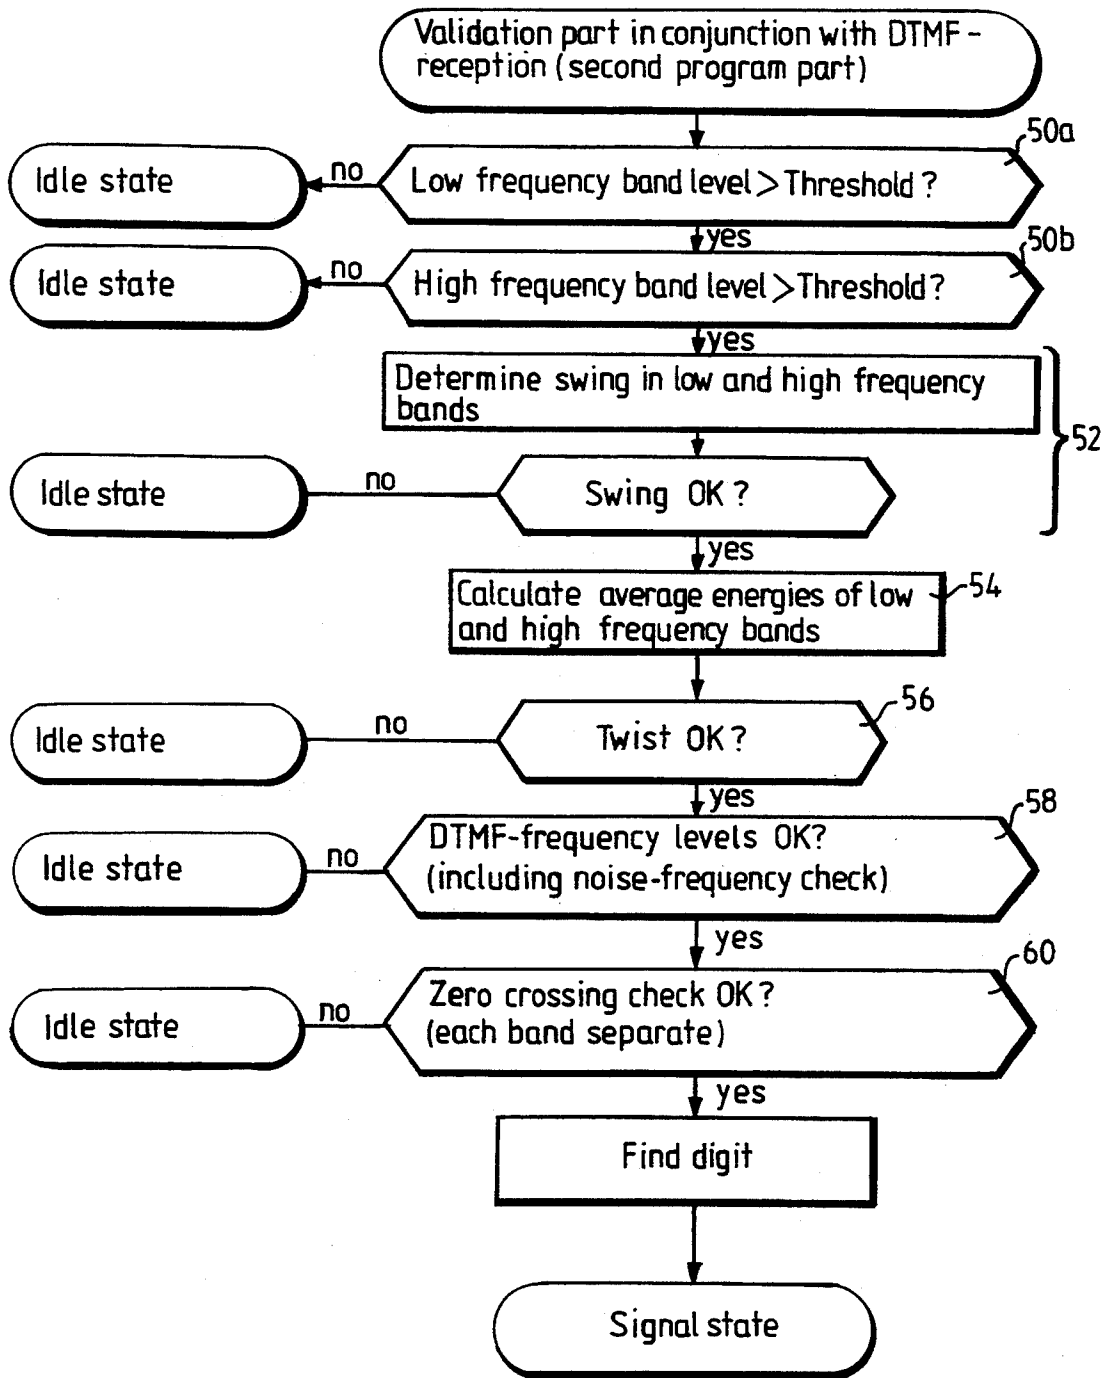 Validation part in conjunction with DTMF-
reception (second program part)
50a
Idle state
no
Low frequency band level > Threshold ?
yes
50b
Idle state
no
High frequency band level > Threshold?
yes
Determine swing in low and high frequency
bands
52
Idle state
no
Swing OK ?
yes
Calculate average energies of low
and high frequency bands
54
56
Idle state
no
Twist OK?
yes
58
DTMF-frequency levels OK?
Idle state
no
(including noise-frequency check)
yes
60
Zero crossing check OK?
Idle state
no
(each band separate)
yes
Find digit
Signal state